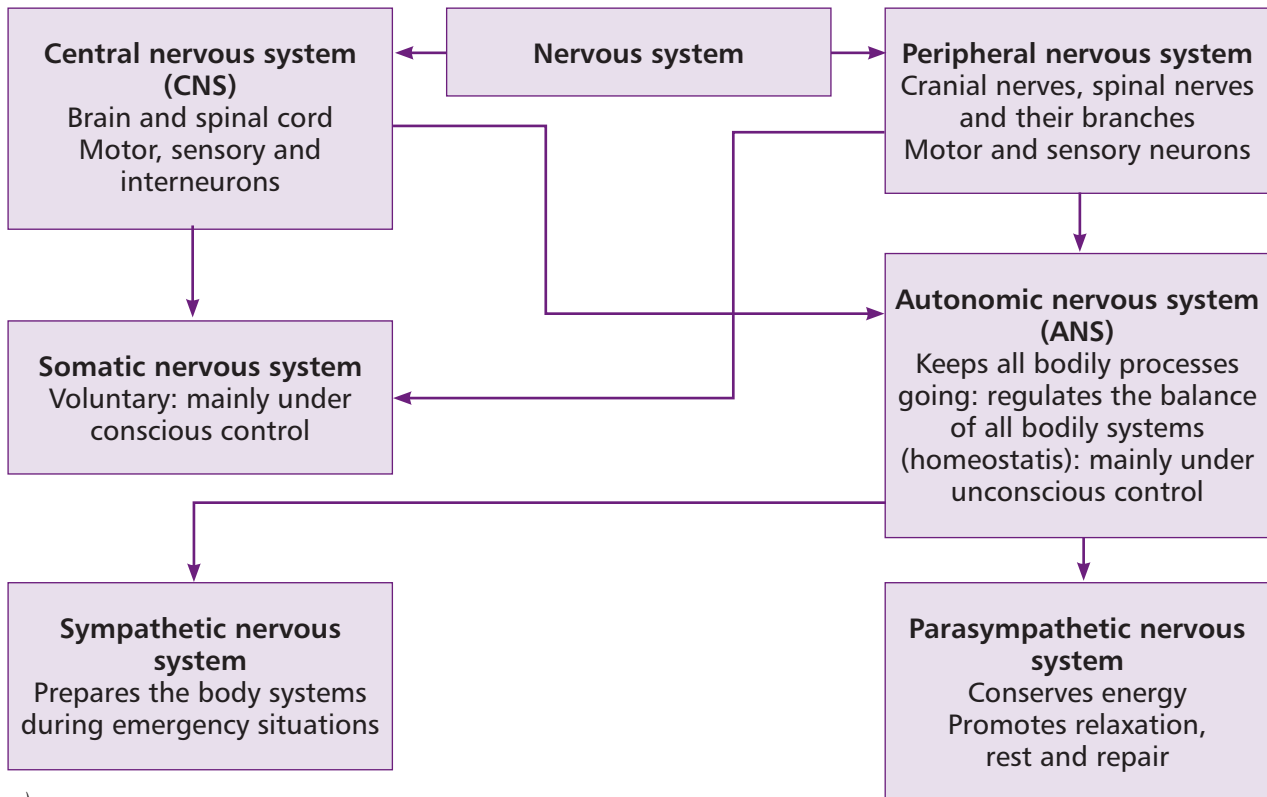 Central nervous system
(CNS)
Brain and spinal cord
Motor, sensory and
interneurons
Nervous system
Peripheral nervous system
Cranial nerves, spinal nerves
and their branches
Motor and sensory neurons
Somatic nervous system
Voluntary: mainly under
conscious control
Autonomic nervous system
(ANS)
Keeps all bodily processes
going: regulates the balance
of all bodily systems
(homeostatis): mainly under
unconscious control
Sympathetic nervous
system
Prepares the body systems
during emergency situations
Parasympathetic nervous
system
Conserves energy
Promotes relaxation,
rest and repair